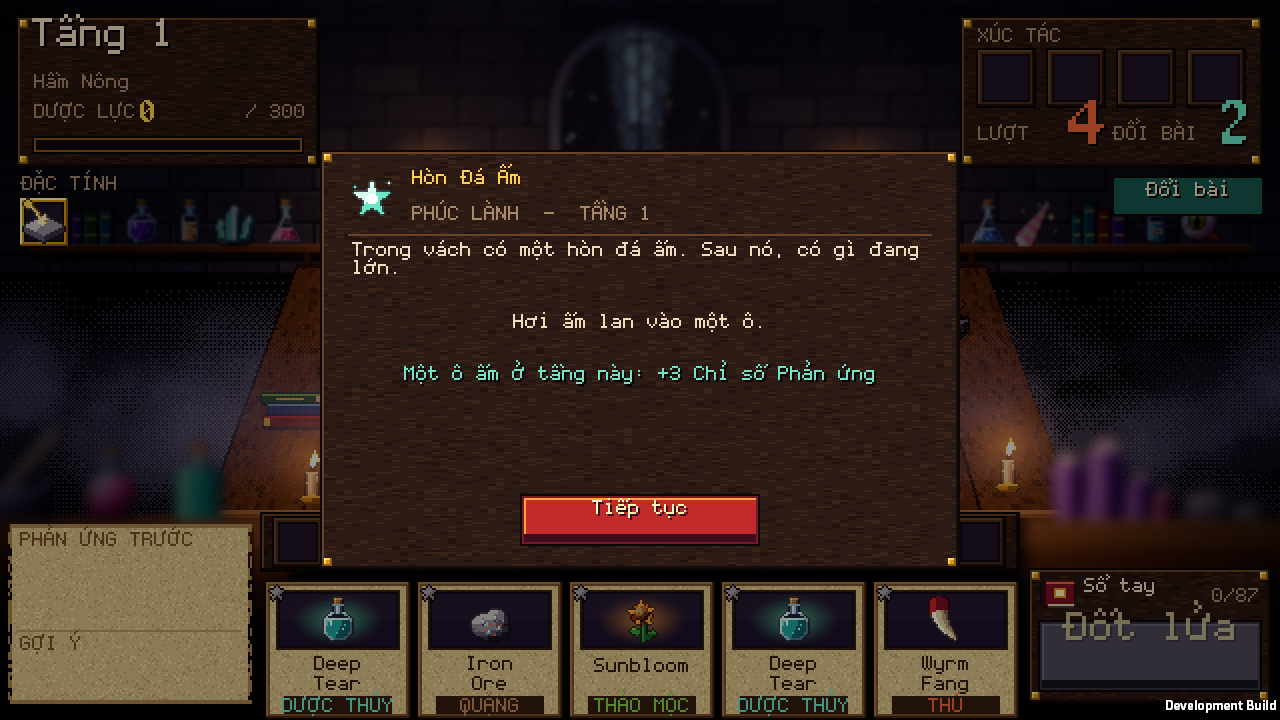 Tầng 1
Hầm Nông
DƯỢC LỰC 0 / 300
ĐẶC TÍNH
XÚC TÁC
LƯỢT 4 ĐỔI BÀI 2
Đổi bài
Hòn Đá Ấm
PHÚC LÀNH - TẦNG 1
Trong vách có một hòn đá ấm. Sau nó, có gì đang
lớn.
Hơi ấm lan vào một ô.
Một ô ấm ở tầng này: +3 Chỉ số Phản ứng
Tiếp tục
PHẢN ỨNG TRƯỚC
GỢI Ý
Deep
Tear
DƯỢC THUỶ
Iron
Ore
QUẶNG
Sunbloom
THẢO MỘC
Deep
Tear
DƯỢC THUỶ
Wyrm
Fang
THÚ
Sổ tay
0/87
Đốt lửa
Development Build